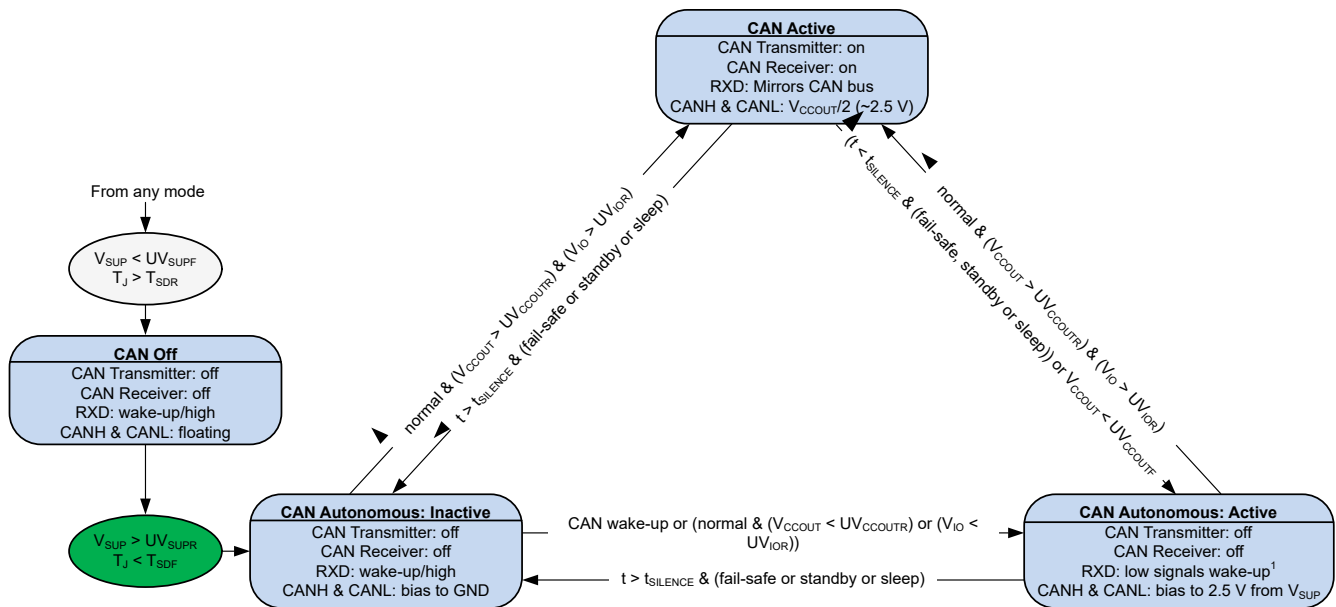 CAN Active
CAN Transmitter: on
CAN Receiver: on
RXD: Mirrors CAN bus
CANH & CANL: VCCOUT/2 (~2.5 V)
From any mode
VSUP < UVSUPF
TJ > TSDR
CAN Off
CAN Transmitter: off
CAN Receiver: off
RXD: wake-up/high
CANH & CANL: floating
VSUP > UVSUPR
TJ < TSDF
normal & (VCCOUT > UVCCOUTR) & (VIO > UVIOR)
t > tSILENCE & (fail-safe or standby or sleep)
(t < tSILENCE & (fail-safe, standby or sleep)) or VCCOUT < UVCCOUTF
normal & (VCCOUT > UVCCOUTR) & (VIO > UVIOR)
CAN Autonomous: Inactive
CAN Transmitter: off
CAN Receiver: off
RXD: wake-up/high
CANH & CANL: bias to GND
CAN wake-up or (normal & (VCCOUT < UVCCOUTR) or (VIO <
UVIOR))
t > tSILENCE & (fail-safe or standby or sleep)
CAN Autonomous: Active
CAN Transmitter: off
CAN Receiver: off
RXD: low signals wake-up¹
CANH & CANL: bias to 2.5 V from VSUP